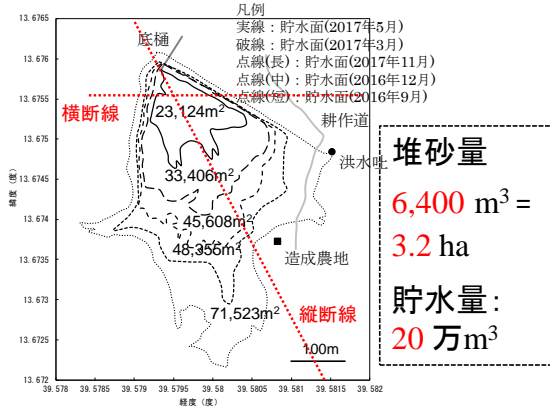 凡例
実線：貯水面(2017年5月)
破線：貯水面(2017年3月)
点線(長)：貯水面(2017年11月)
点線(中)：貯水面(2016年12月)
点線(短)：貯水面(2016年9月)
底樋
横断線
耕作道
洪水吐
造成農地
縦断線
23,124m²
33,406m²
45,608m²
48,355m²
71,523m²
100m
緯度（度）
13.6765
13.676
13.6755
13.675
13.6745
13.674
13.6735
13.673
13.6725
13.672
39.578 39.5785 39.579 39.5795 39.58 39.5805 39.581 39.5815 39.582
経度（度）
堆砂量
6,400 m³ =
3.2 ha
貯水量：
20 万m³